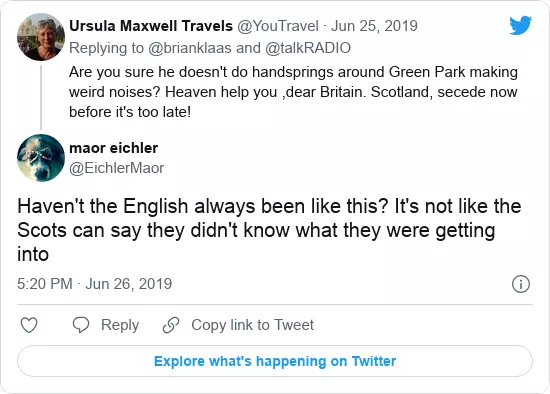 Ursula Maxwell Travels @YouTravel · Jun 25, 2019
Replying to @brianklaas and @talkRADIO
Are you sure he doesn't do handsprings around Green Park making
weird noises? Heaven help you ,dear Britain. Scotland, secede now
before it's too late!
maor eichler
@EichlerMaor
Haven't the English always been like this? It's not like the
Scots can say they didn't know what they were getting
into
5:20 PM · Jun 26, 2019
Reply
Copy link to Tweet
Explore what's happening on Twitter